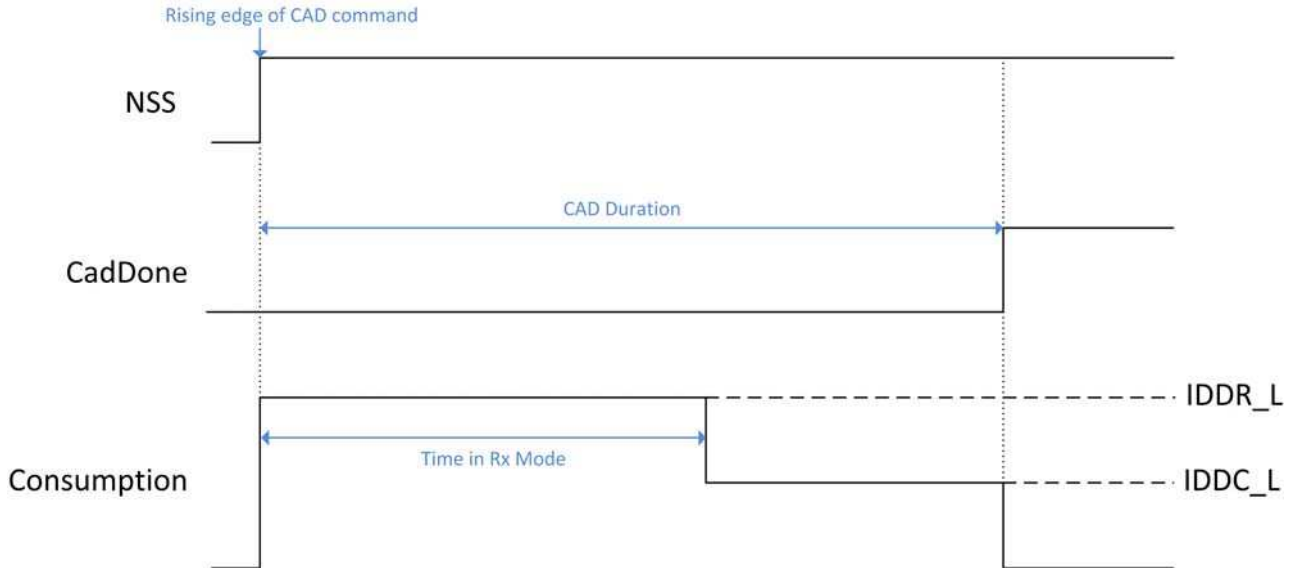 Rising edge of CAD command
NSS
CAD Duration
CadDone
IDDR_L
Time in Rx Mode
Consumption
IDDC_L